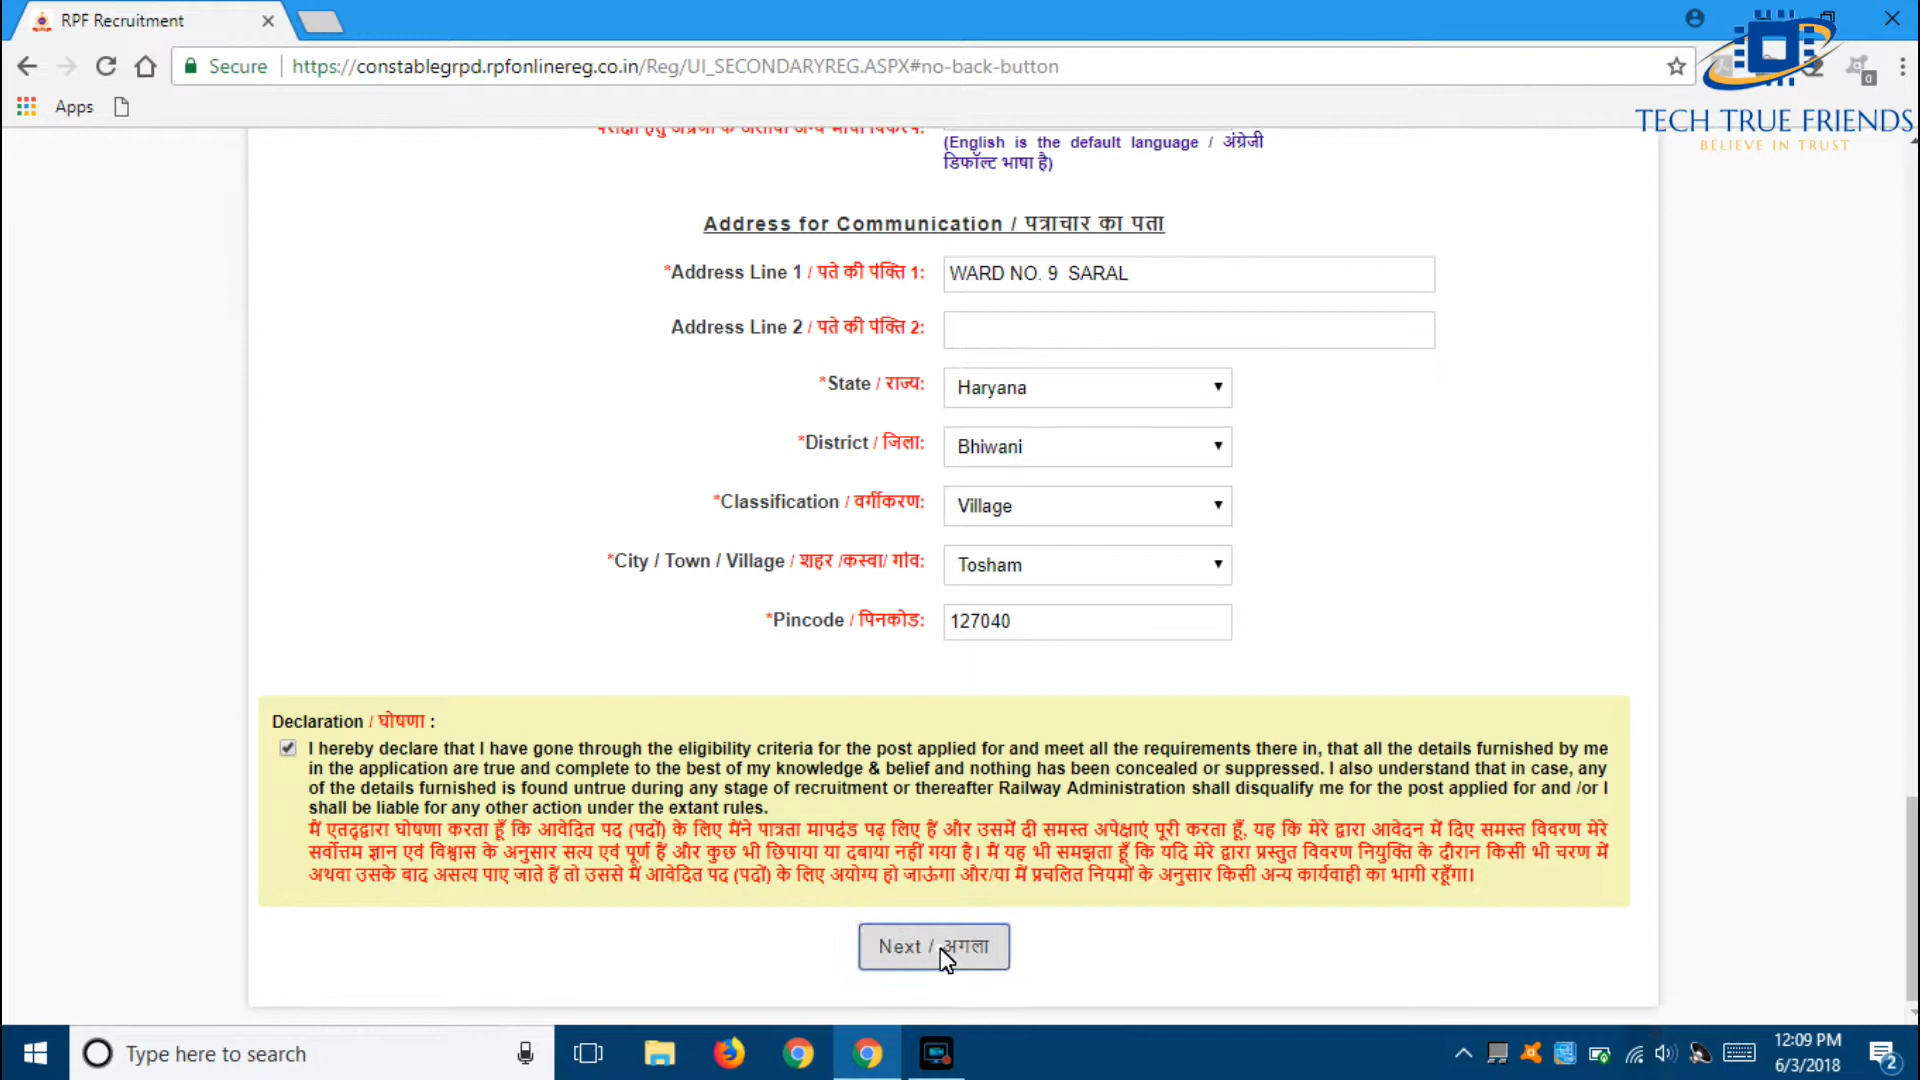 RPF Recruitment
Secure https://constablegrpd.rpfonlinereg.co.in/Reg/UI_SECONDARYREG.ASPX#no-back-button
0
Apps
TECH TRUE FRIENDS
BELIEVE IN TRUST
परीक्षा हेतु अंग्रेजी के अलावा अन्य भाषा विकल्प:
(English is the default language / अंग्रेजी
डिफॉल्ट भाषा है)
Address for Communication / पत्राचार का पता
*Address Line 1 / पते की पंक्ति 1: WARD NO. 9 SARAL
Address Line 2 / पते की पंक्ति 2:
*State / राज्य: Haryana
*District / जिला: Bhiwani
*Classification / वर्गीकरण: Village
*City / Town / Village / शहर /कस्बा/ गांव: Tosham
*Pincode / पिनकोड: 127040
Declaration / घोषणा :
I hereby declare that I have gone through the eligibility criteria for the post applied for and meet all the requirements there in, that all the details furnished by me
in the application are true and complete to the best of my knowledge & belief and nothing has been concealed or suppressed. I also understand that in case, any
of the details furnished is found untrue during any stage of recruitment or thereafter Railway Administration shall disqualify me for the post applied for and /or I
shall be liable for any other action under the extant rules.
मैं एतद्द्वारा घोषणा करता हूँ कि आवेदित पद (पदों) के लिए मैंने पात्रता मापदंड पढ़ लिए हैं और उसमें दी समस्त अपेक्षाएं पूरी करता हूँ, यह कि मेरे द्वारा आवेदन में दिए समस्त विवरण मेरे
सर्वोत्तम ज्ञान एवं विश्वास के अनुसार सत्य एवं पूर्ण हैं और कुछ भी छिपाया या दबाया नहीं गया है। मैं यह भी समझता हूँ कि यदि मेरे द्वारा प्रस्तुत विवरण नियुक्ति के दौरान किसी भी चरण में
अथवा उसके बाद असत्य पाए जाते हैं तो उससे मैं आवेदित पद (पदों) के लिए अयोग्य हो जाऊंगा और/या मैं प्रचलित नियमों के अनुसार किसी अन्य कार्यवाही का भागी रहूँगा।
Next / अगला
Type here to search
12:09 PM
6/3/2018
2